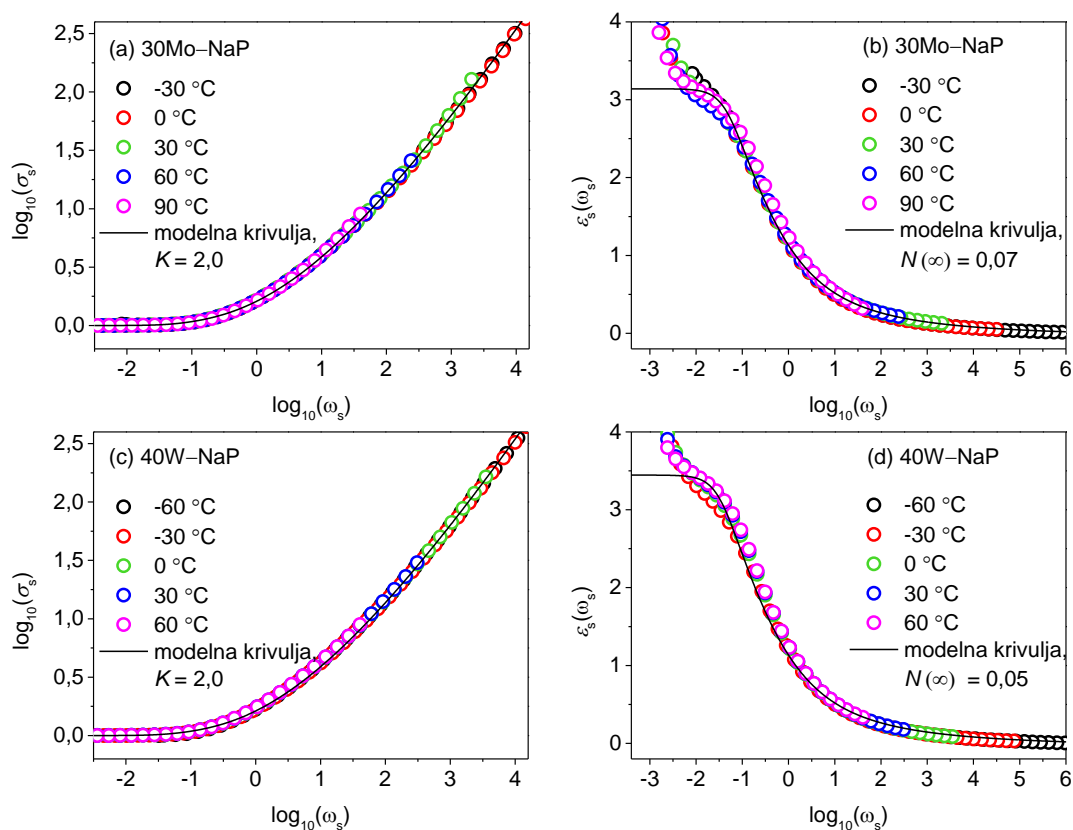 2,5
2,0
1,5
1,0
0,5
0,0
log10(σs)
(a) 30Mo–NaP
-30 °C
0 °C
30 °C
60 °C
90 °C
modelna krivulja,
K = 2,0
-2 -1 0 1 2 3 4
log10(ωs)
4
3
2
1
0
εs(ωs)
(b) 30Mo–NaP
-30 °C
0 °C
30 °C
60 °C
90 °C
modelna krivulja,
N(∞) = 0,07
-3 -2 -1 0 1 2 3 4 5 6
log10(ωs)
2,5
2,0
1,5
1,0
0,5
0,0
log10(σs)
(c) 40W–NaP
-60 °C
-30 °C
0 °C
30 °C
60 °C
modelna krivulja,
K = 2,0
-2 -1 0 1 2 3 4
log10(ωs)
4
3
2
1
0
εs(ωs)
(d) 40W–NaP
-60 °C
-30 °C
0 °C
30 °C
60 °C
modelna krivulja,
N(∞) = 0,05
-3 -2 -1 0 1 2 3 4 5 6
log10(ωs)